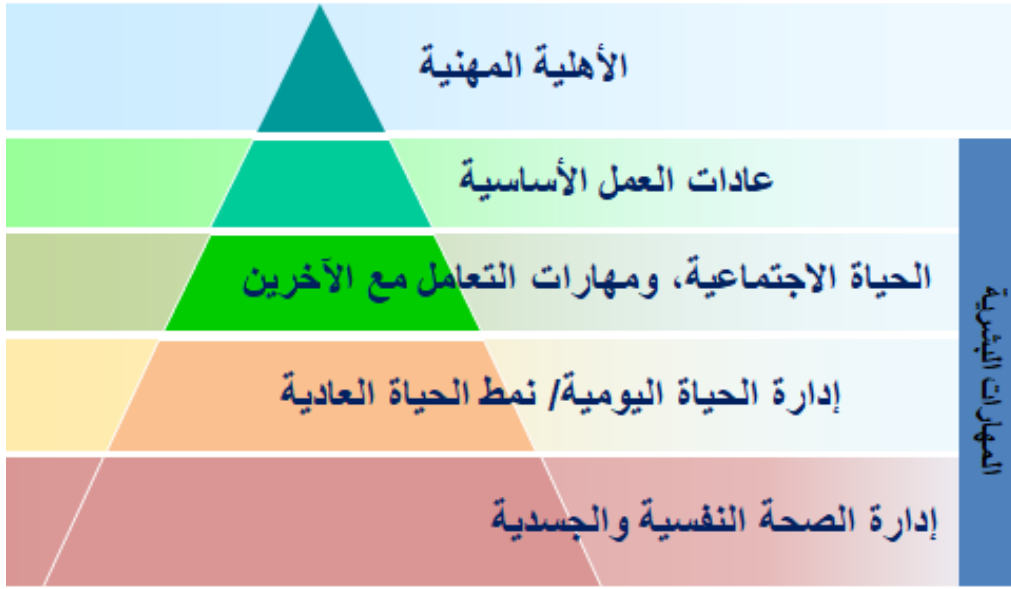 الأهلية المهنية
عادات العمل الأساسية
الحياة الاجتماعية، ومهارات التعامل مع الآخرين
إدارة الحياة اليومية/ نمط الحياة العادية
إدارة الصحة النفسية والجسدية
المهارات البشرية